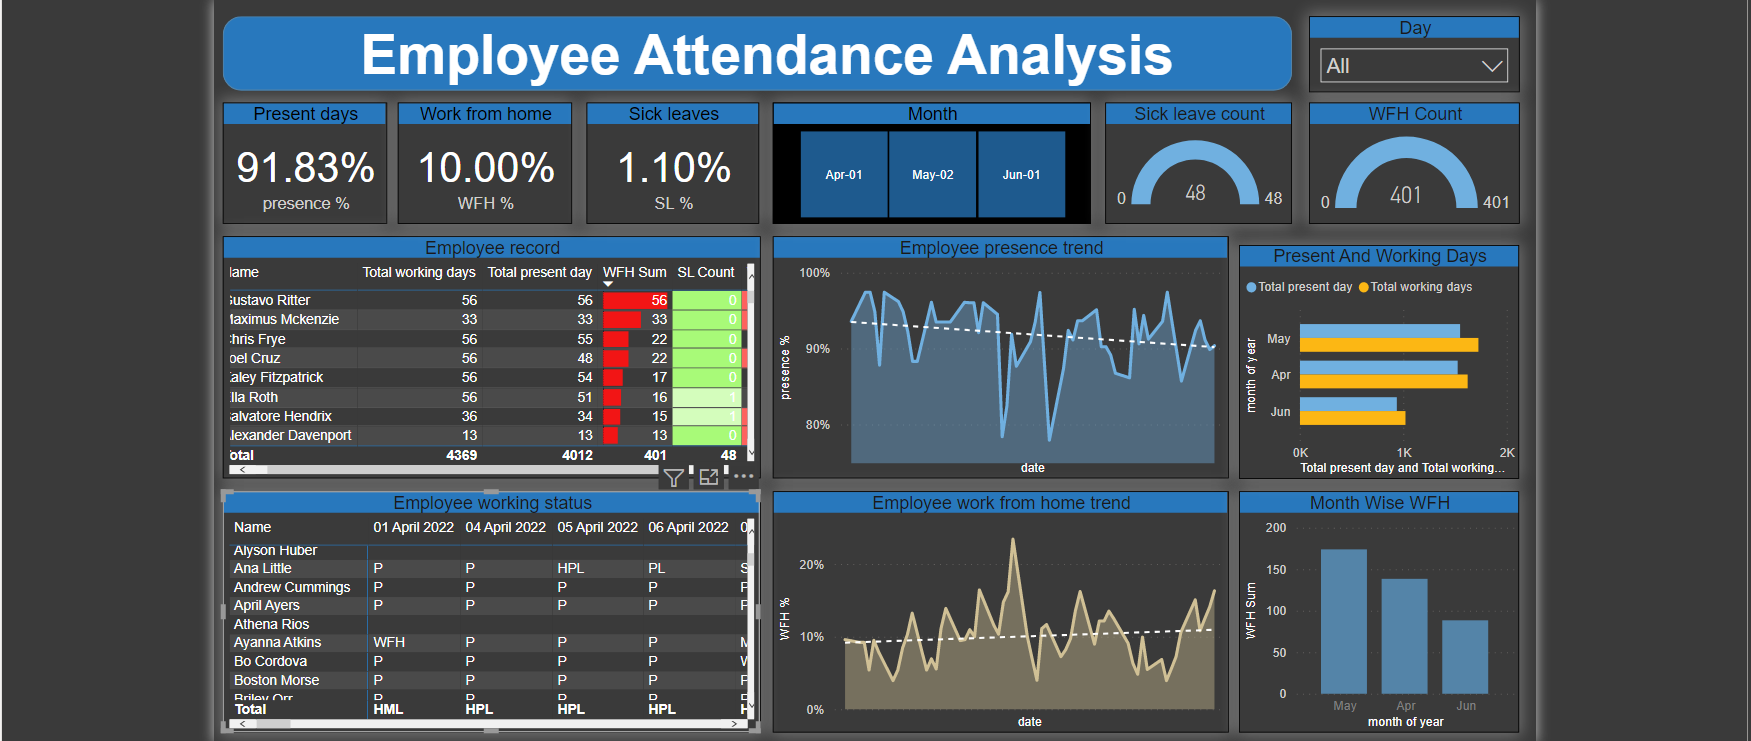 Employee Attendance Analysis
Day
All
Present days
91.83%
presence %
Work from home
10.00%
WFH %
Sick leaves
1.10%
SL %
Month
Apr-01 May-02 Jun-01
Sick leave count
48
0 48
WFH Count
401
0 401
Employee record
lame Total working days Total present day WFH Sum SL Count
Gustavo Ritter 56 56 56 0
Maximus Mckenzie 33 33 33 0
Chris Frye 56 55 22 0
Joel Cruz 56 48 22 0
Kaley Fitzpatrick 56 54 17 0
Ella Roth 56 51 16 1
Salvatore Hendrix 36 34 15 1
Alexander Davenport 13 13 13 0
otal 4369 4012 401 48
Employee presence trend
100%
90%
80%
presence %
date
Present And Working Days
Total present day Total working days
May
Apr
Jun
month of year
0K 1K 2K
Total present day and Total working...
Employee working status
Name 01 April 2022 04 April 2022 05 April 2022 06 April 2022 0
Alyson Huber
Ana Little P P HPL PL S
Andrew Cummings P P P P
April Ayers P P P P
Athena Rios
Ayanna Atkins WFH P P P
Bo Cordova P P P P
Boston Morse P P P P
Briley Orr P P P P
Total HML HPL HPL HPL
Employee work from home trend
20%
10%
0%
WFH %
date
Month Wise WFH
200
150
100
50
0
WFH Sum
May Apr Jun
month of year